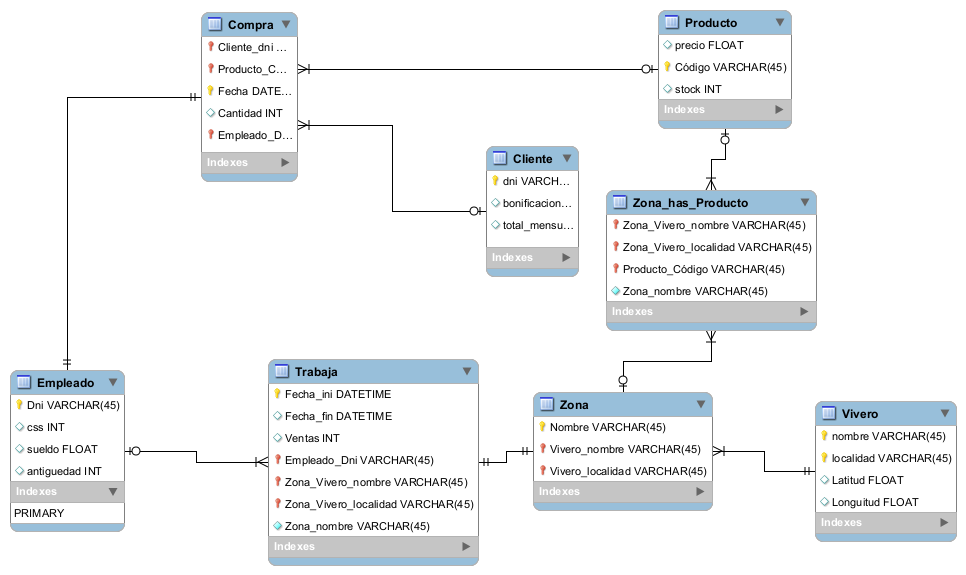 Compra
Cliente_dni ...
Producto_C...
Fecha DATE...
Cantidad INT
Empleado_D...
Indexes
Producto
precio FLOAT
Código VARCHAR(45)
stock INT
Indexes
Cliente
dni VARCH...
bonificacion...
total_mensu...
Indexes
Zona_has_Producto
Zona_Vivero_nombre VARCHAR(45)
Zona_Vivero_localidad VARCHAR(45)
Producto_Código VARCHAR(45)
Zona_nombre VARCHAR(45)
Indexes
Empleado
Dni VARCHAR(45)
css INT
sueldo FLOAT
antiguedad INT
Indexes
PRIMARY
Trabaja
Fecha_ini DATETIME
Fecha_fin DATETIME
Ventas INT
Empleado_Dni VARCHAR(45)
Zona_Vivero_nombre VARCHAR(45)
Zona_Vivero_localidad VARCHAR(45)
Zona_nombre VARCHAR(45)
Indexes
Zona
Nombre VARCHAR(45)
Vivero_nombre VARCHAR(45)
Vivero_localidad VARCHAR(45)
Indexes
Vivero
nombre VARCHAR(45)
localidad VARCHAR(45)
Latitud FLOAT
Longuitud FLOAT
Indexes